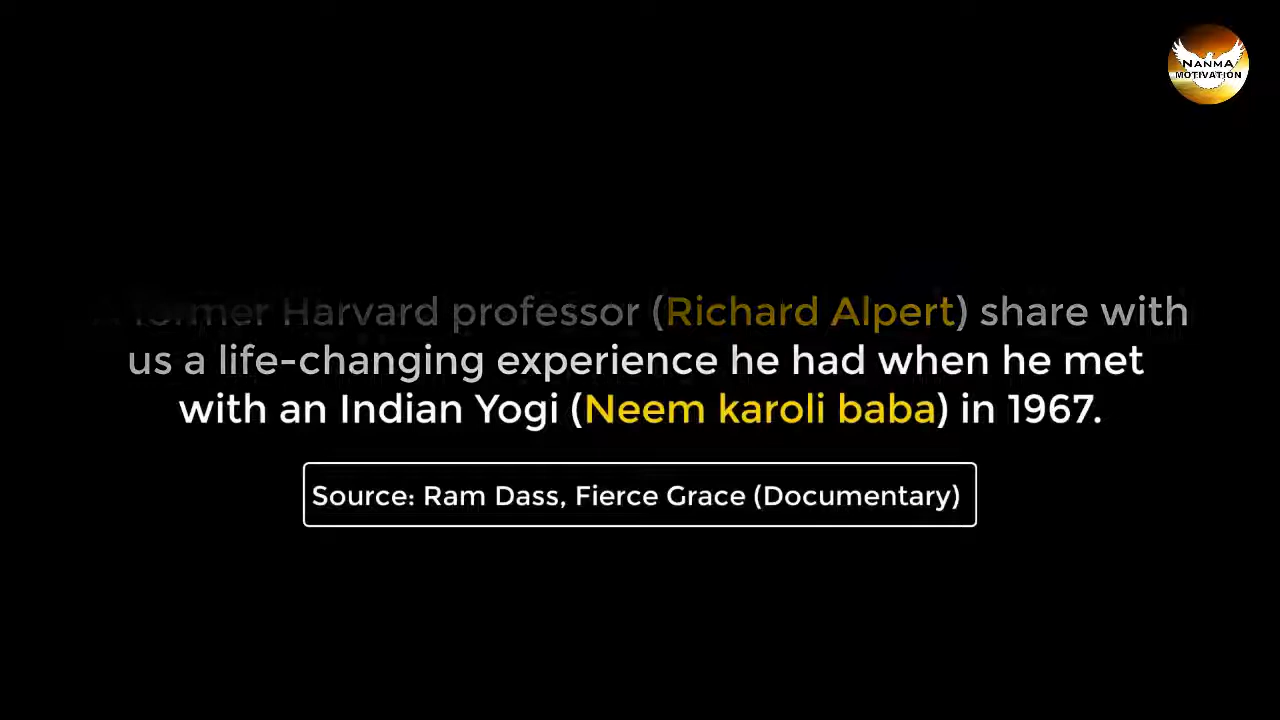 NANMA
MOTIVATION
A former Harvard professor (Richard Alpert) share with
us a life-changing experience he had when he met
with an Indian Yogi (Neem karoli baba) in 1967.
Source: Ram Dass, Fierce Grace (Documentary)